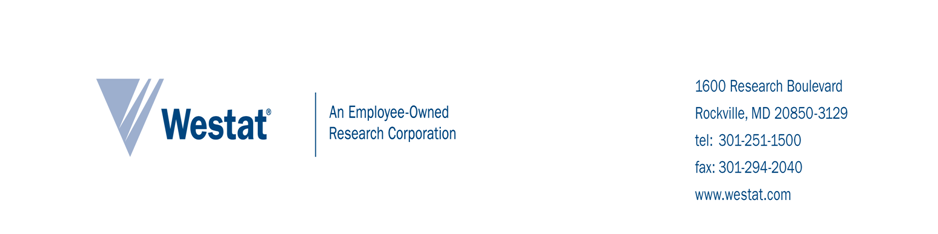 Westat®
An Employee-Owned
Research Corporation
1600 Research Boulevard
Rockville, MD 20850-3129
tel: 301-251-1500
fax: 301-294-2040
www.westat.com